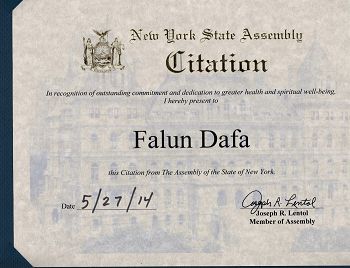 New York State Assembly
Citation
In recognition of outstanding commitment and dedication to greater health and spiritual well-being,
I hereby present to
Falun Dafa
this Citation from The Assembly of the State of New York.
Date 5/27/14
Joseph R. Lentol
Joseph R. Lentol
Member of Assembly